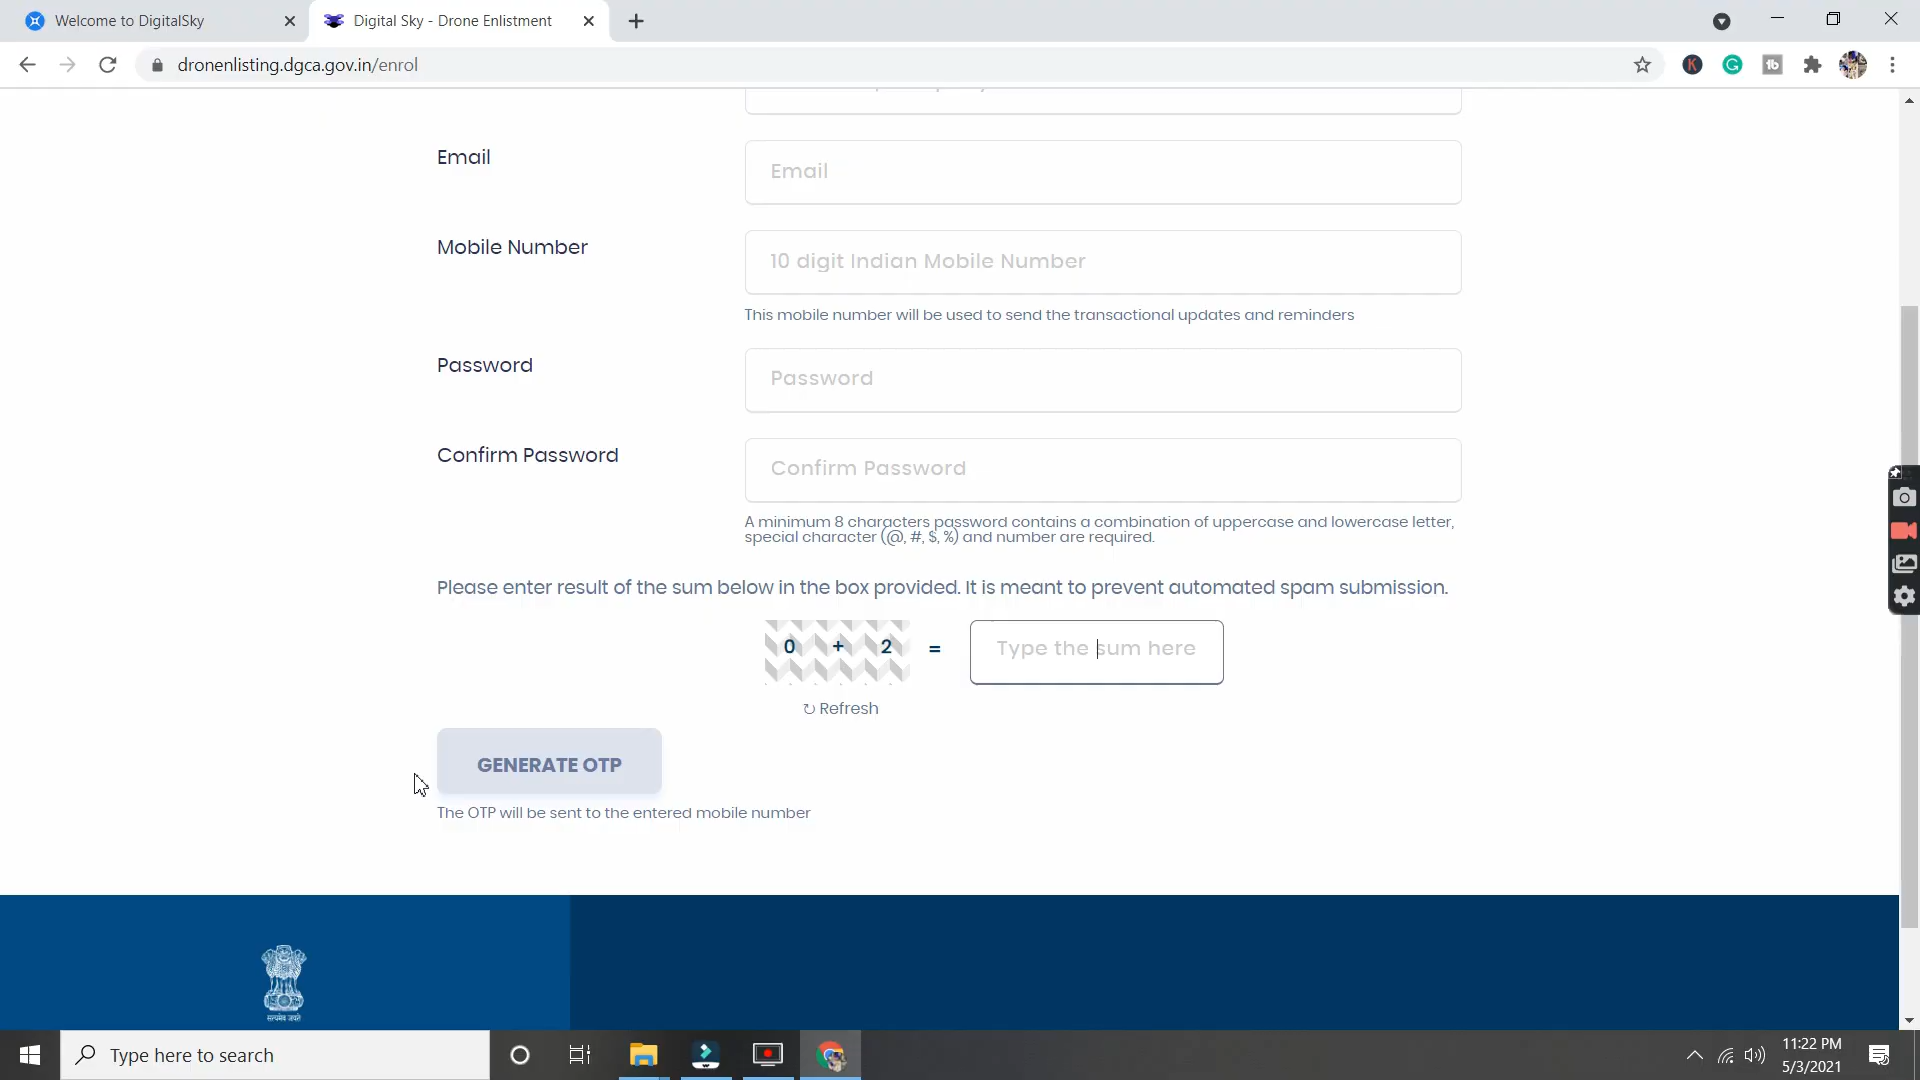 Welcome to DigitalSky
Digital Sky - Drone Enlistment
dronenlisting.dgca.gov.in/enrol
Email
Email
Mobile Number
10 digit Indian Mobile Number
This mobile number will be used to send the transactional updates and reminders
Password
Password
Confirm Password
Confirm Password
A minimum 8 characters password contains a combination of uppercase and lowercase letter,
special character (@, #, $, %) and number are required.
Please enter result of the sum below in the box provided. It is meant to prevent automated spam submission.
0 + 2 = Type the sum here
↻ Refresh
GENERATE OTP
The OTP will be sent to the entered mobile number
सत्यमेव जयते
Type here to search
11:22 PM
5/3/2021